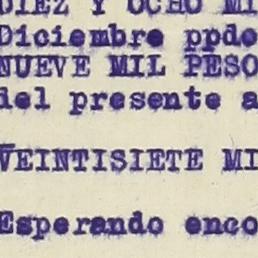 DIEZ Y OCHO MI
Diciembre ppdo
NUEVE MIL PESO
del presente a
VEINTISIETE MI
Esperando enco